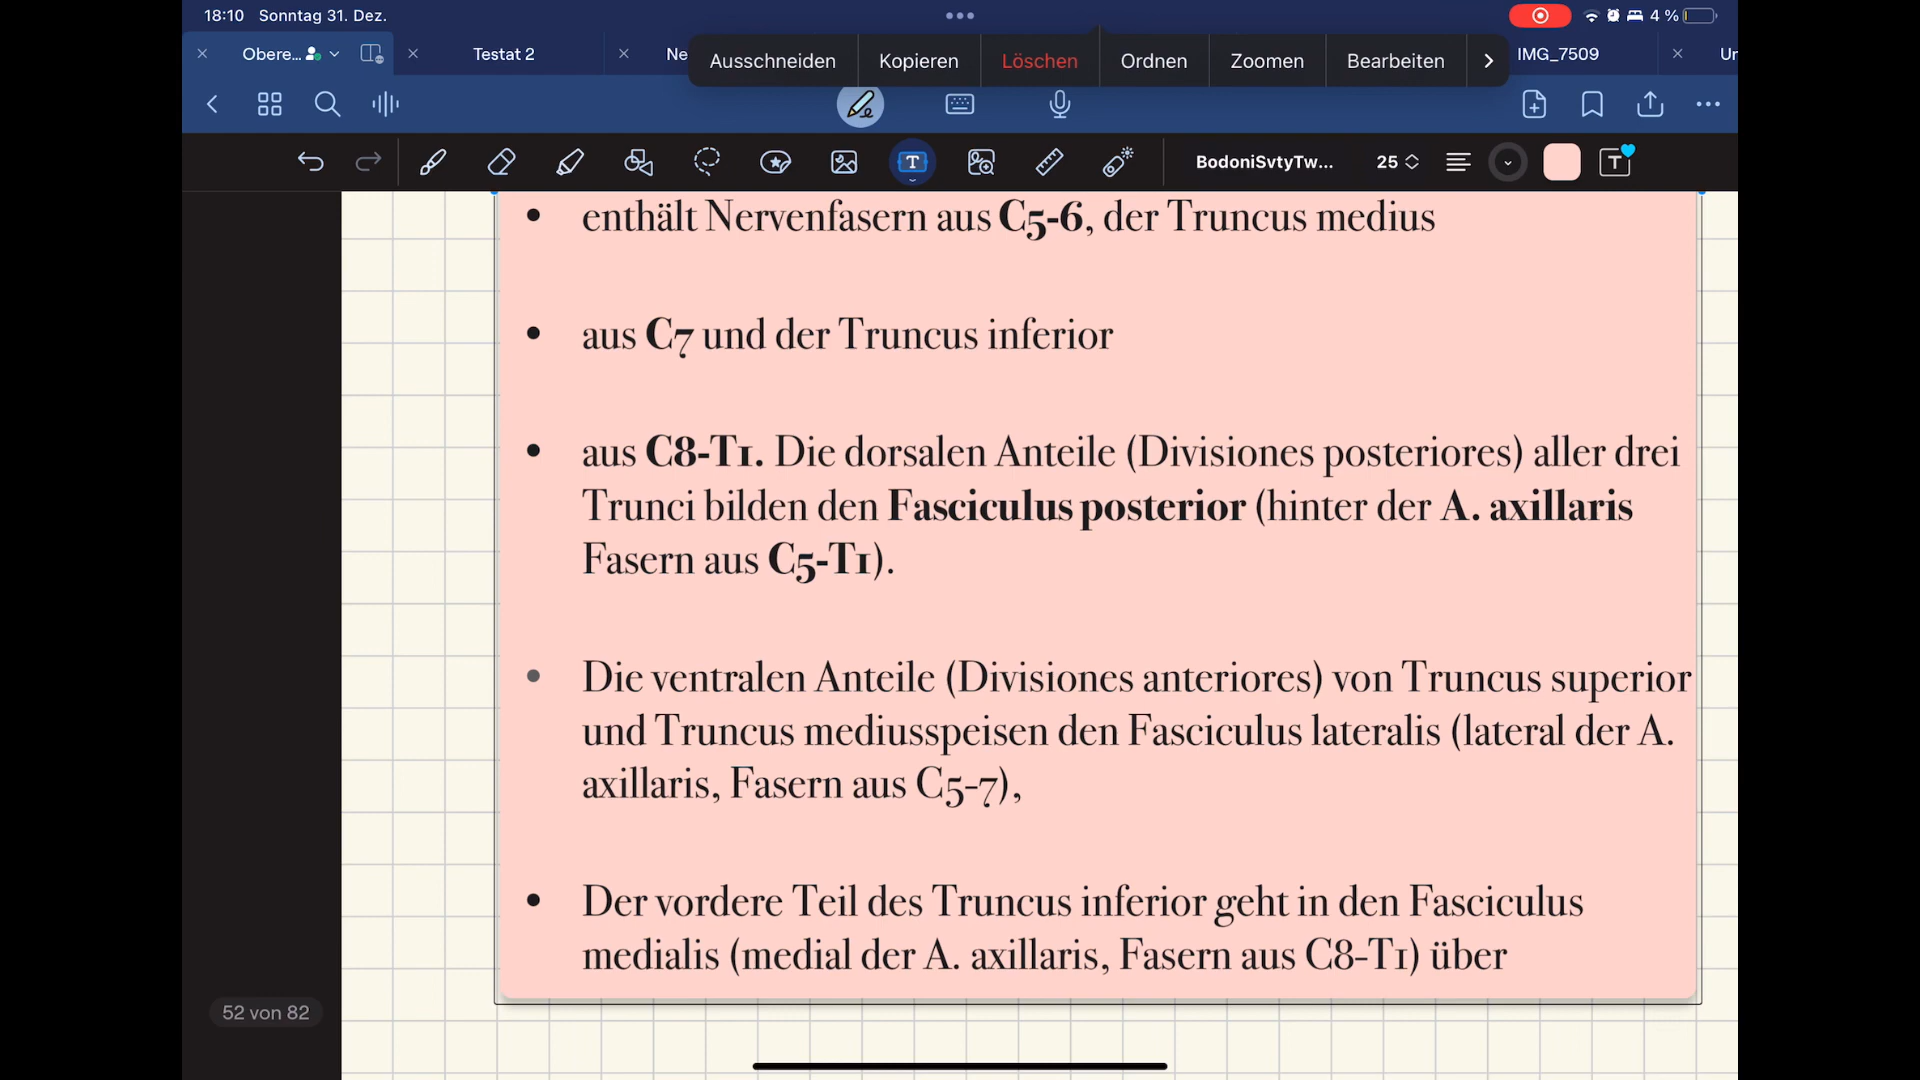 18:10 Sonntag 31. Dez.
4 %
Obere...
Testat 2
Ne
IMG_7509
Ur
Ausschneiden Kopieren Löschen Ordnen Zoomen Bearbeiten
BodoniSvtyTw... 25
• enthält Nervenfasern aus C5-6, der Truncus medius
• aus C7 und der Truncus inferior
• aus C8-T1. Die dorsalen Anteile (Divisiones posteriores) aller drei
Trunci bilden den Fasciculus posterior (hinter der A. axillaris
Fasern aus C5-T1).
• Die ventralen Anteile (Divisiones anteriores) von Truncus superior
und Truncus mediusspeisen den Fasciculus lateralis (lateral der A.
axillaris, Fasern aus C5-7),
• Der vordere Teil des Truncus inferior geht in den Fasciculus
medialis (medial der A. axillaris, Fasern aus C8-T1) über
52 von 82